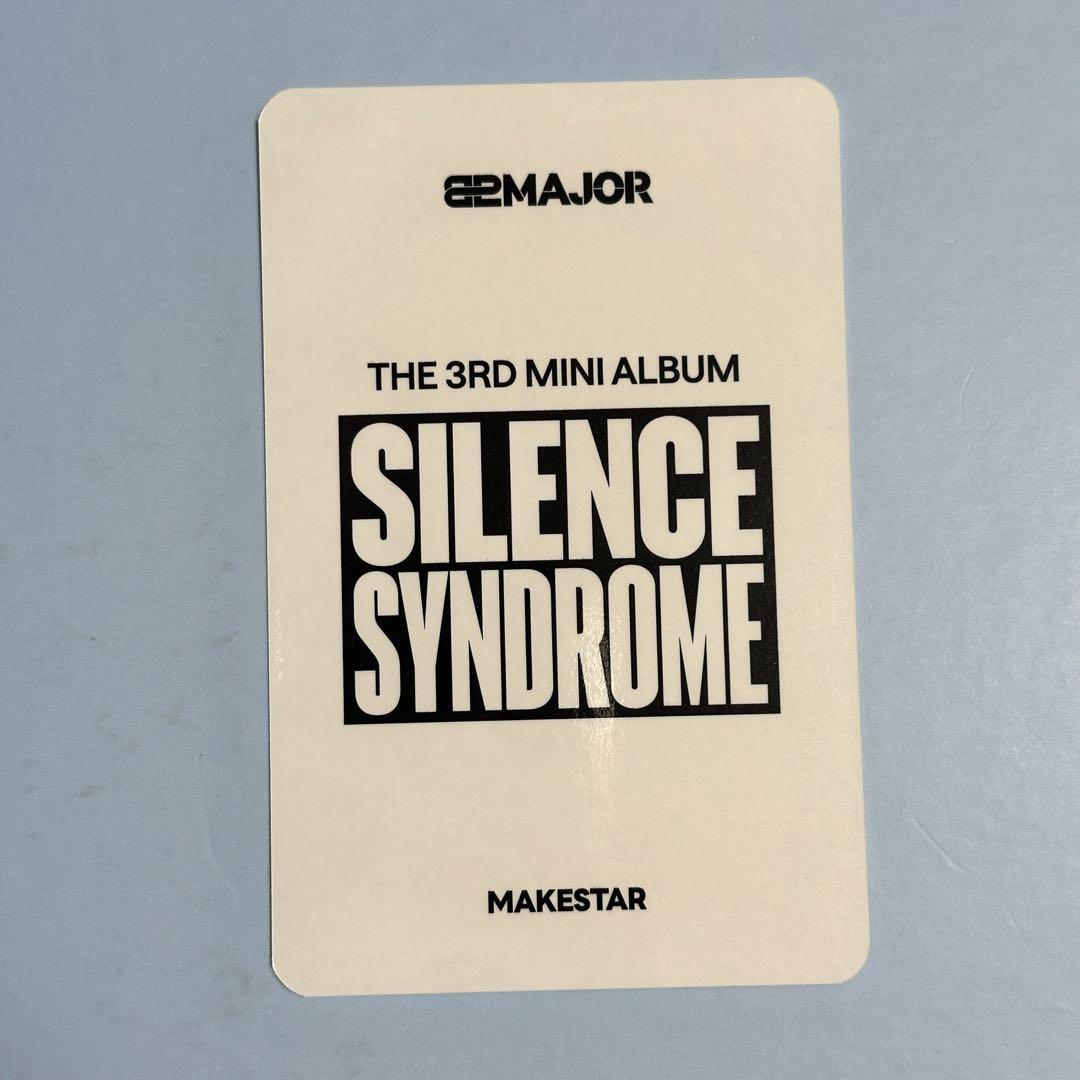 82MAJOR
THE 3RD MINI ALBUM
SILENCE
SYNDROME
MAKESTAR